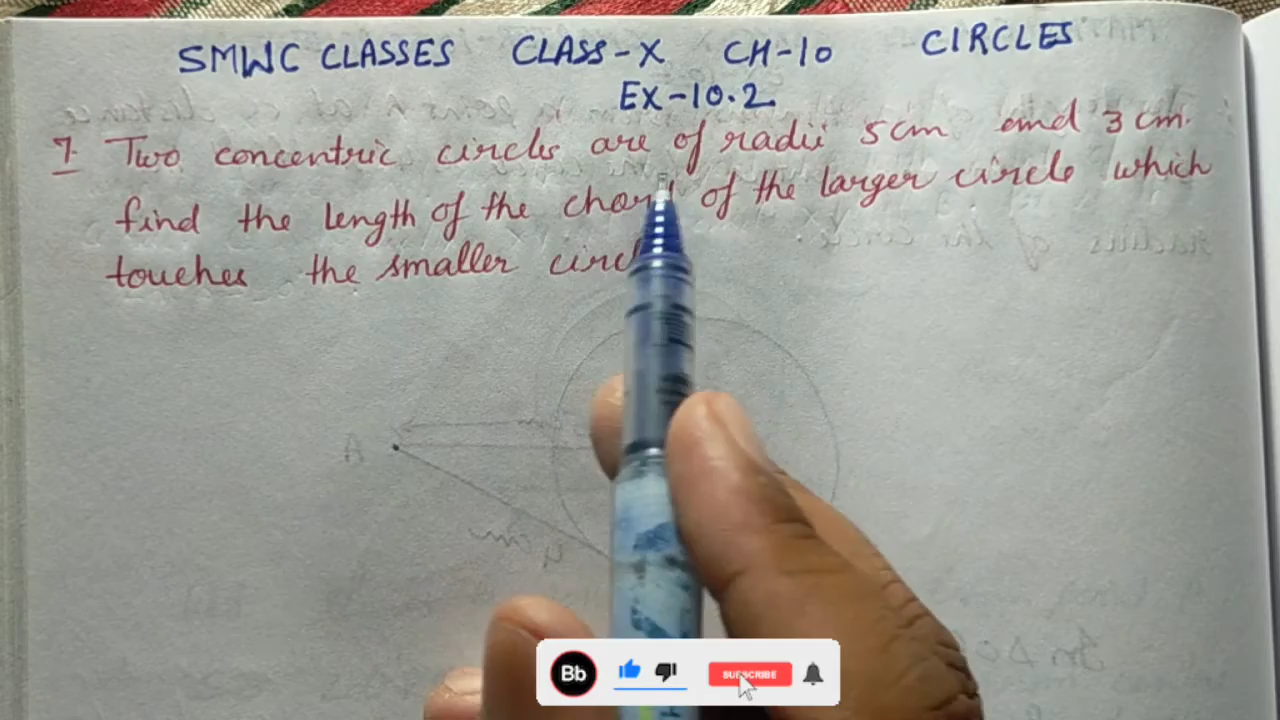 SMWC CLASSES CLASS-X CH-10 CIRCLES
EX-10.2
7. Two concentric circles are of radii 5cm and 3cm.
find the length of the of the larger circle which
touches the smaller
A
Bb SUBSCRIBE